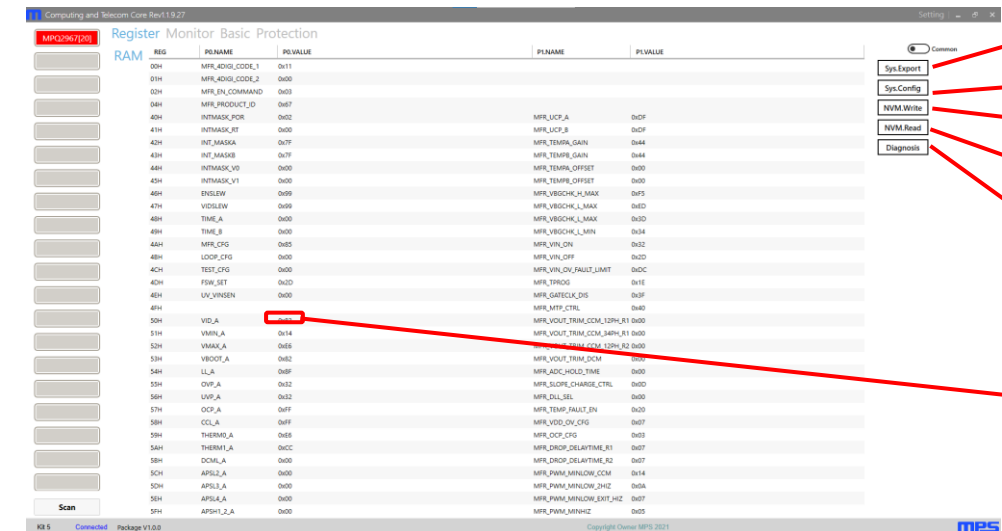 Computing and Telecom Core Rev1.1.9.27 Setting
MPQ2967[20] Register Monitor Basic Protection
RAM REG P0.NAME P0.VALUE P1.NAME P1.VALUE Common
00H MFR_4DIGI_CODE_1 0x11 Sys.Export
01H MFR_4DIGI_CODE_2 0x00
02H MFR_EN_COMMAND 0x03 Sys.Config
04H MFR_PRODUCT_ID 0x67
40H INTMASK_POR 0x02 MFR_UCP_A 0xDF NVM.Write
41H INTMASK_RT 0x00 MFR_UCP_B 0xDF NVM.Read
42H INT_MASKA 0x7F MFR_TEMPA_GAIN 0x44
43H INT_MASKB 0x7F MFR_TEMPB_GAIN 0x44 Diagnosis
44H INTMASK_V0 0x00 MFR_TEMPA_OFFSET 0x00
45H INTMASK_V1 0x00 MFR_TEMPB_OFFSET 0x00
46H ENSLEW 0x99 MFR_VBGCHK_H_MAX 0xF5
47H VIDSLEW 0x99 MFR_VBGCHK_L_MAX 0xED
48H TIME_A 0x00 MFR_VBGCHK_L_MAX 0x3D
49H TIME_B 0x00 MFR_VBGCHK_L_MIN 0x34
4AH MFR_CFG 0x85 MFR_VIN_ON 0x32
4BH LOOP_CFG 0x00 MFR_VIN_OFF 0x2D
4CH TEST_CFG 0x00 MFR_VIN_OV_FAULT_LIMIT 0xDC
4DH FSW_SET 0x2D MFR_TPROG 0x1E
4EH UV_VINSEN 0x00 MFR_GATECLK_DIS 0x3F
4FH MFR_MTP_CTRL 0x40
50H VID_A MFR_VOUT_TRIM_CCM_12PH_R1 0x00
51H VMIN_A 0x14 MFR_VOUT_TRIM_CCM_34PH_R1 0x00
52H VMAX_A 0xE6 MFR_VOUT_TRIM_CCM_12PH_R2 0x00
53H VBOOT_A 0x82 MFR_VOUT_TRIM_DCM 0x00
54H LL_A 0x8F MFR_ADC_HOLD_TIME 0x00
55H OVP_A 0x32 MFR_SLOPE_CHARGE_CTRL 0x0D
56H UVP_A 0x32 MFR_DLL_SEL 0x00
57H OCP_A 0xFF MFR_TEMP_FAULT_EN 0x20
58H CCL_A 0xFF MFR_VDD_OV_CFG 0x07
59H THERM0_A 0xE6 MFR_OCP_CFG 0x03
5AH THERM1_A 0xCC MFR_DROP_DELAYTIME_R1 0x07
5BH DCML_A 0x00 MFR_DROP_DELAYTIME_R2 0x07
5CH APSL2_A 0x00 MFR_PWM_MINLOW_CCM 0x14
5DH APSL3_A 0x00 MFR_PWM_MINLOW_2HIZ 0x0A
5EH APSL4_A 0x00 MFR_PWM_MINLOW_EXIT_HIZ 0x07
Scan 5FH APSH1_2_A 0x00 MFR_PWM_MINHIZ 0x05
Kit 5 Connected Package V1.0.0 Copyright Owner MPS 2021 mps